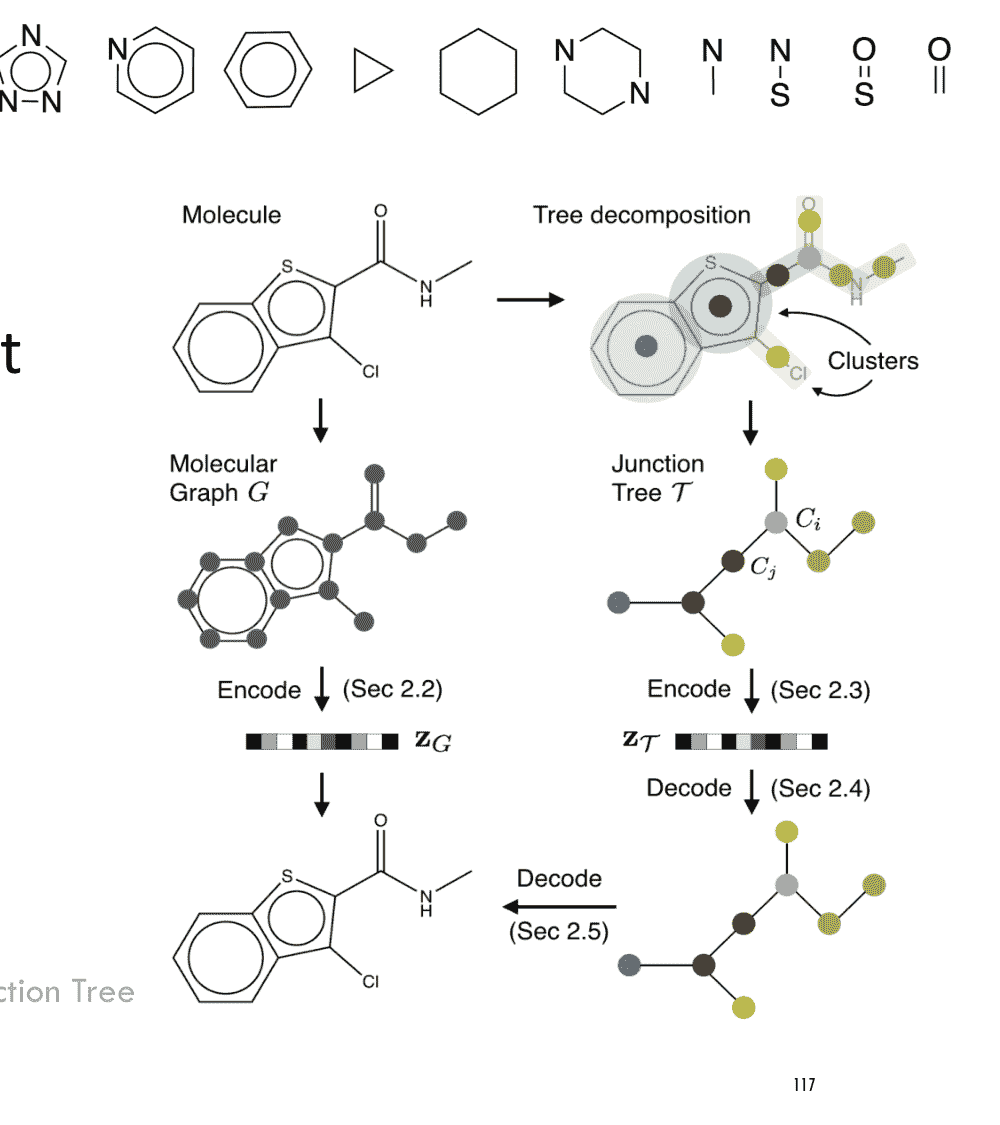 N N N N N N N O O
N N N S S
Molecule Tree decomposition
O O
S N H Cl
S N H Cl
Clusters
t
Molecular Graph G
Junction Tree 𝒯
C_i
C_j
Encode (Sec 2.2)
Encode (Sec 2.3)
z_G
z_𝒯
Decode (Sec 2.4)
O
S N H Cl
Decode
(Sec 2.5)
ction Tree
117